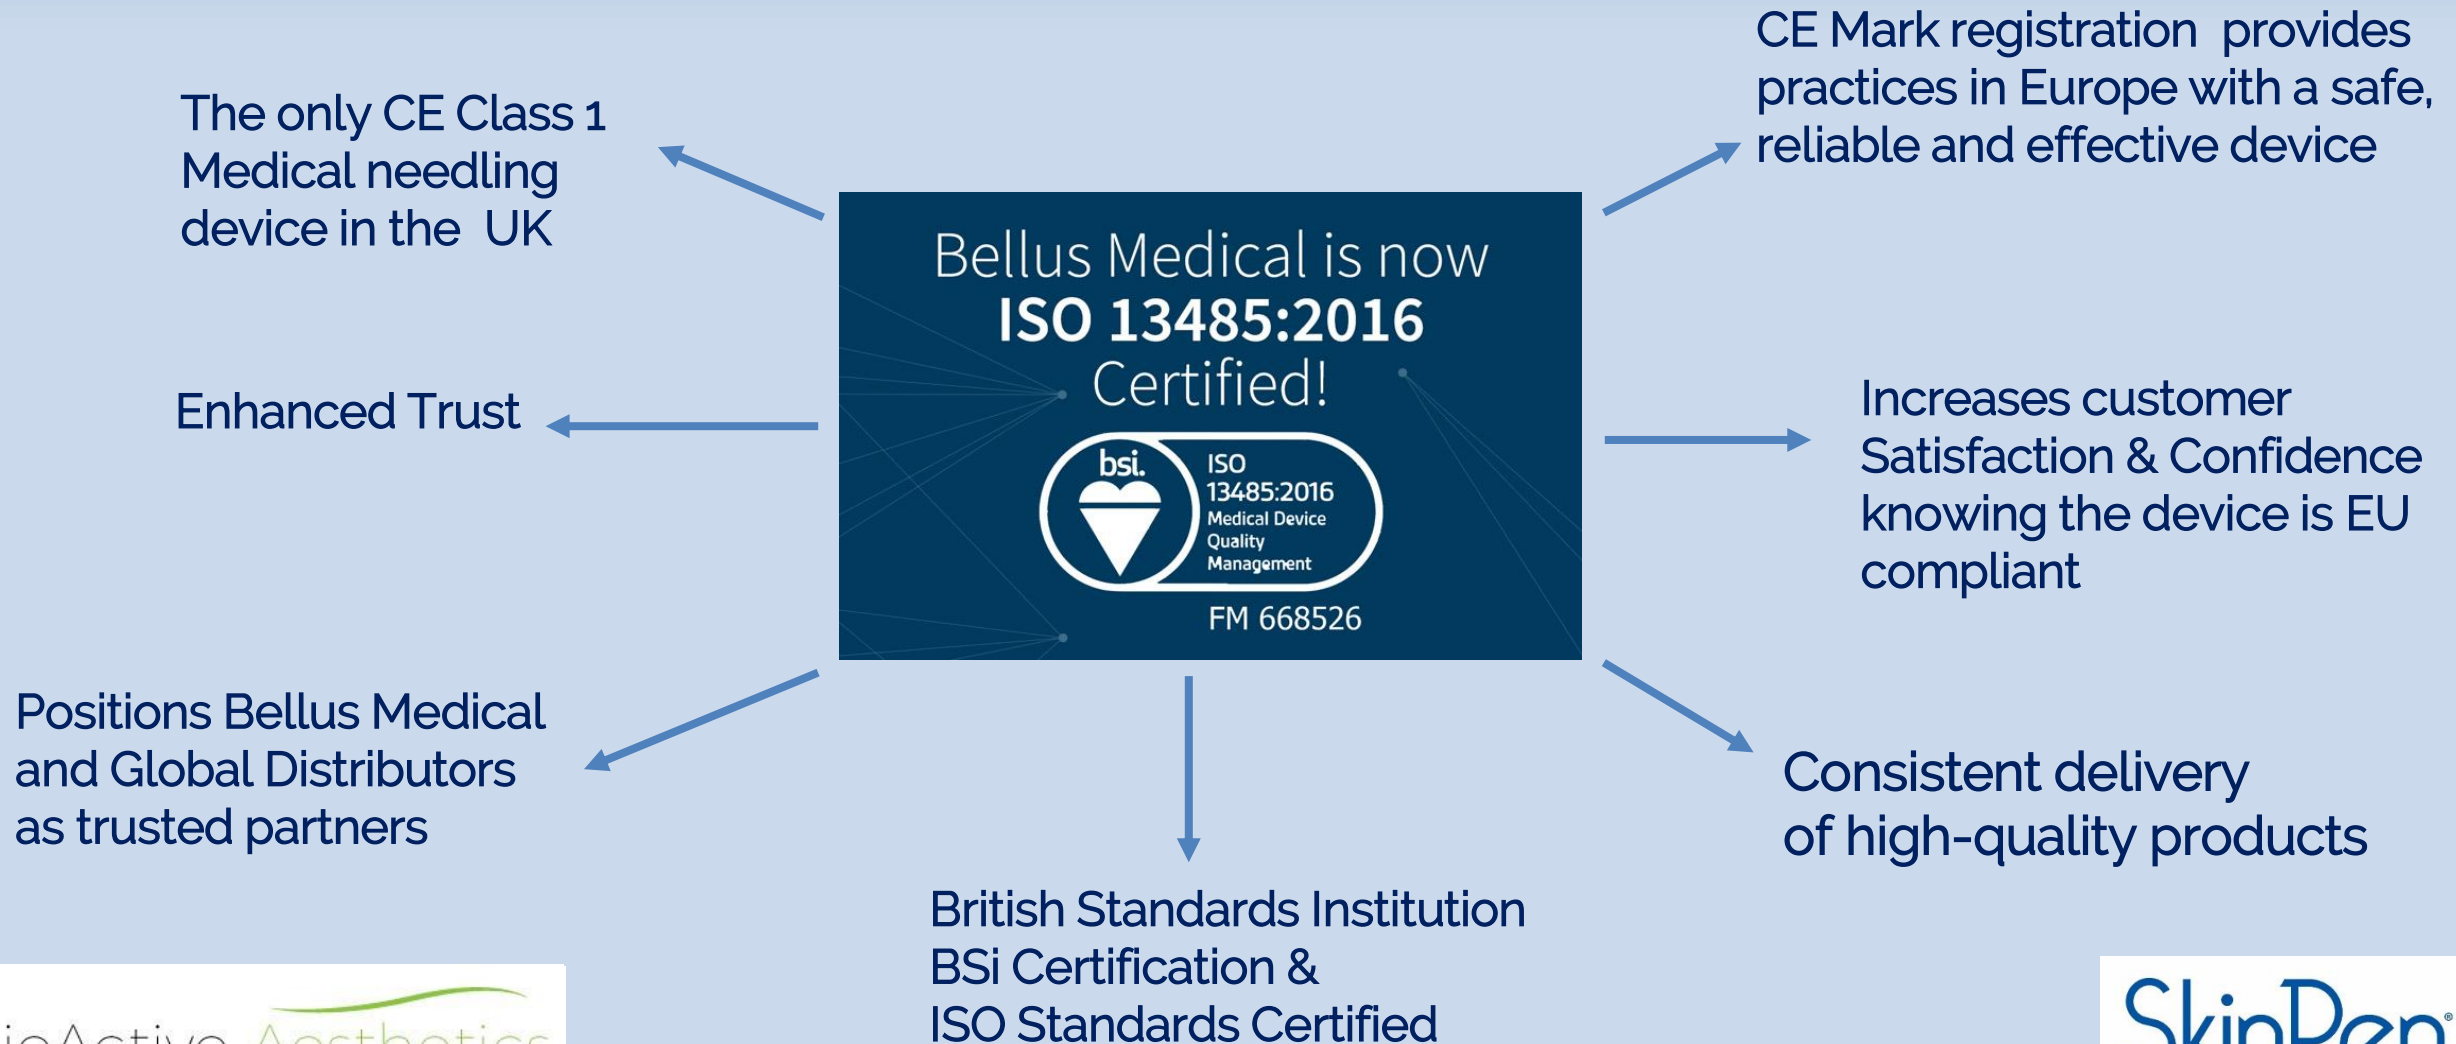 The only CE Class 1
Medical needling
device in the UK
CE Mark registration provides
practices in Europe with a safe,
reliable and effective device
Bellus Medical is now
ISO 13485:2016
Certified!
bsi.
ISO
13485:2016
Medical Device
Quality
Management
FM 668526
Enhanced Trust
Increases customer
Satisfaction & Confidence
knowing the device is EU
compliant
Positions Bellus Medical
and Global Distributors
as trusted partners
Consistent delivery
of high-quality products
British Standards Institution
BSi Certification &
ISO Standards Certified
ioActive Aesthetics
SkinPen®